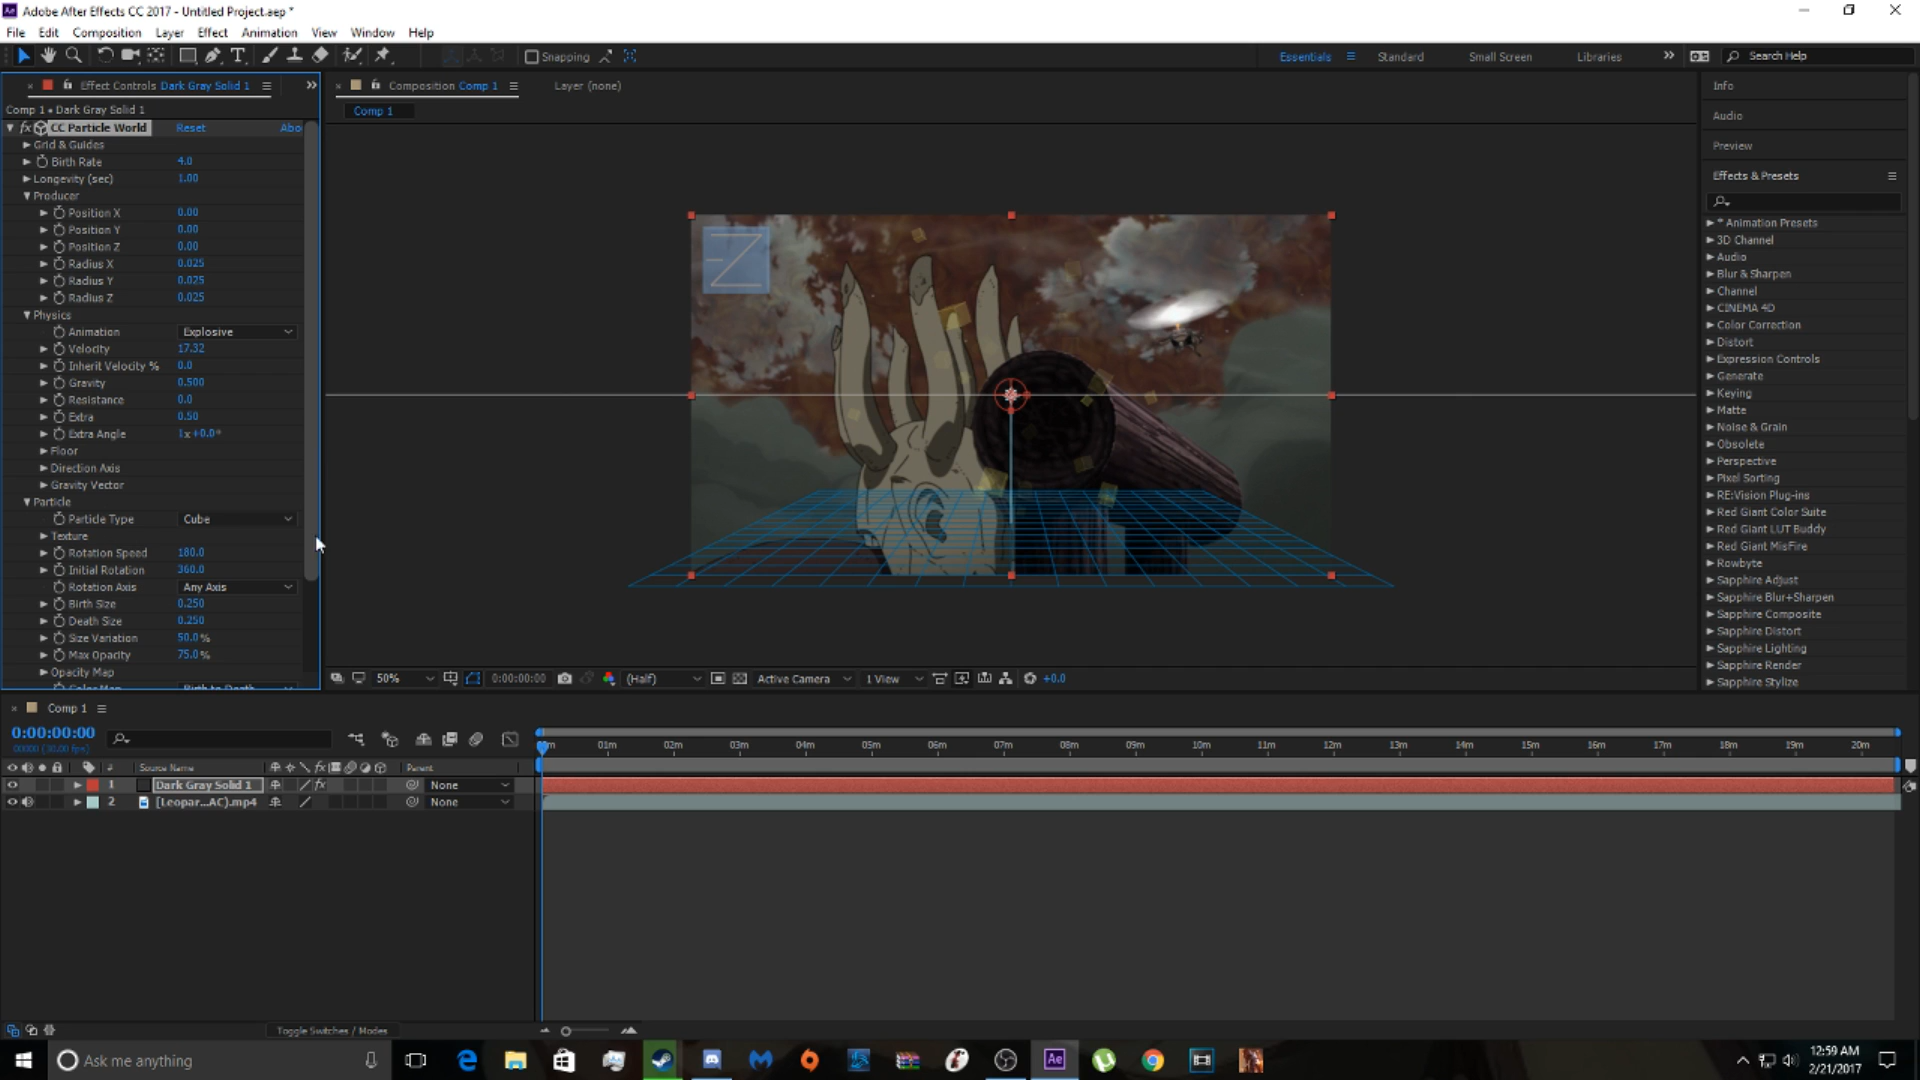 Adobe After Effects CC 2017 - Untitled Project.aep *
File Edit Composition Layer Effect Animation View Window Help
Snapping
Essentials Standard Small Screen Libraries Search Help
Effect Controls Dark Gray Solid 1
Composition Comp 1
Layer (none)
Info
Comp 1 • Dark Gray Solid 1
Comp 1
Audio
Preview
Effects & Presets
fx CC Particle World Reset Abo
Grid & Guides
Birth Rate 4.0
Longevity (sec) 1.00
Producer
Position X 0.00
Position Y 0.00
Position Z 0.00
Radius X 0.025
Radius Y 0.025
Radius Z 0.025
Physics
Animation Explosive
Velocity 17.32
Inherit Velocity % 0.0
Gravity 0.500
Resistance 0.0
Extra 0.50
Extra Angle 1x+0.0°
Floor
Direction Axis
Gravity Vector
Particle
Particle Type Cube
Texture
Rotation Speed 180.0
Initial Rotation 360.0
Rotation Axis Any Axis
Birth Size 0.250
Death Size 0.250
Size Variation 50.0%
Max Opacity 75.0%
Opacity Map
Color Map Birth to Death
* Animation Presets
3D Channel
Audio
Blur & Sharpen
Channel
CINEMA 4D
Color Correction
Distort
Expression Controls
Generate
Keying
Matte
Noise & Grain
Obsolete
Perspective
Pixel Sorting
RE:Vision Plug-ins
Red Giant Color Suite
Red Giant LUT Buddy
Red Giant MisFire
Rowbyte
Sapphire Adjust
Sapphire Blur+Sharpen
Sapphire Composite
Sapphire Distort
Sapphire Lighting
Sapphire Render
Sapphire Stylize
50% 0:00:00:00 (Half) Active Camera 1 View +0.0
Comp 1
0:00:00:00
00000 (30.00 fps)
01m 02m 03m 04m 05m 06m 07m 08m 09m 10m 11m 12m 13m 14m 15m 16m 17m 18m 19m 20m
# Source Name fx Parent
1 Dark Gray Solid 1 fx None
2 [Leopar...AC).mp4 None
Toggle Switches / Modes
Ask me anything
Ae
12:59 AM
2/21/2017